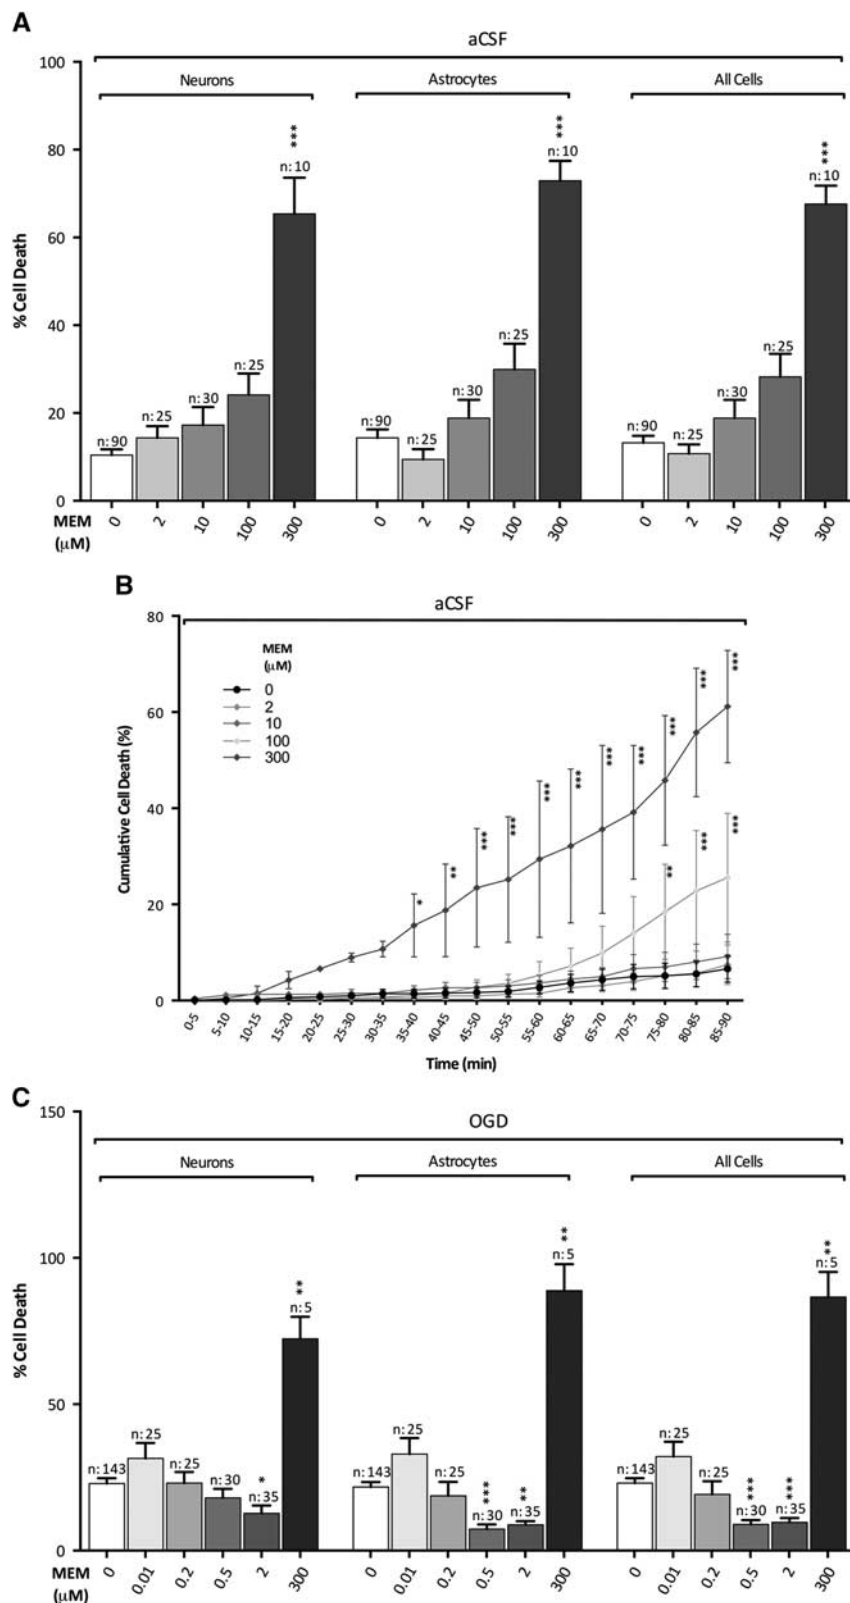 A
aCSF
Neurons Astrocytes All Cells
100
80
60
40
20
0
% Cell Death
n:90 n:25 n:30 n:25 n:10 ***
n:90 n:25 n:30 n:25 n:10 ***
n:90 n:25 n:30 n:25 n:10 ***
MEM (µM)
0 2 10 100 300 0 2 10 100 300 0 2 10 100 300
B
aCSF
80
60
40
20
0
Cumulative Cell Death (%)
MEM
(µM)
0
2
10
100
300
* ** *** *** *** *** *** *** *** *** ***
** *** ***
0-5 5-10 10-15 15-20 20-25 25-30 30-35 35-40 40-45 45-50 50-55 55-60 60-65 65-70 70-75 75-80 80-85 85-90
Time (min)
C
OGD
Neurons Astrocytes All Cells
150
100
50
0
% Cell Death
n:143 n:25 n:25 n:30 n:35 * n:5 **
n:143 n:25 n:25 n:30 *** n:35 ** n:5 **
n:143 n:25 n:25 n:30 *** n:35 *** n:5 **
MEM (µM)
0 0.01 0.2 0.5 2 300 0 0.01 0.2 0.5 2 300 0 0.01 0.2 0.5 2 300